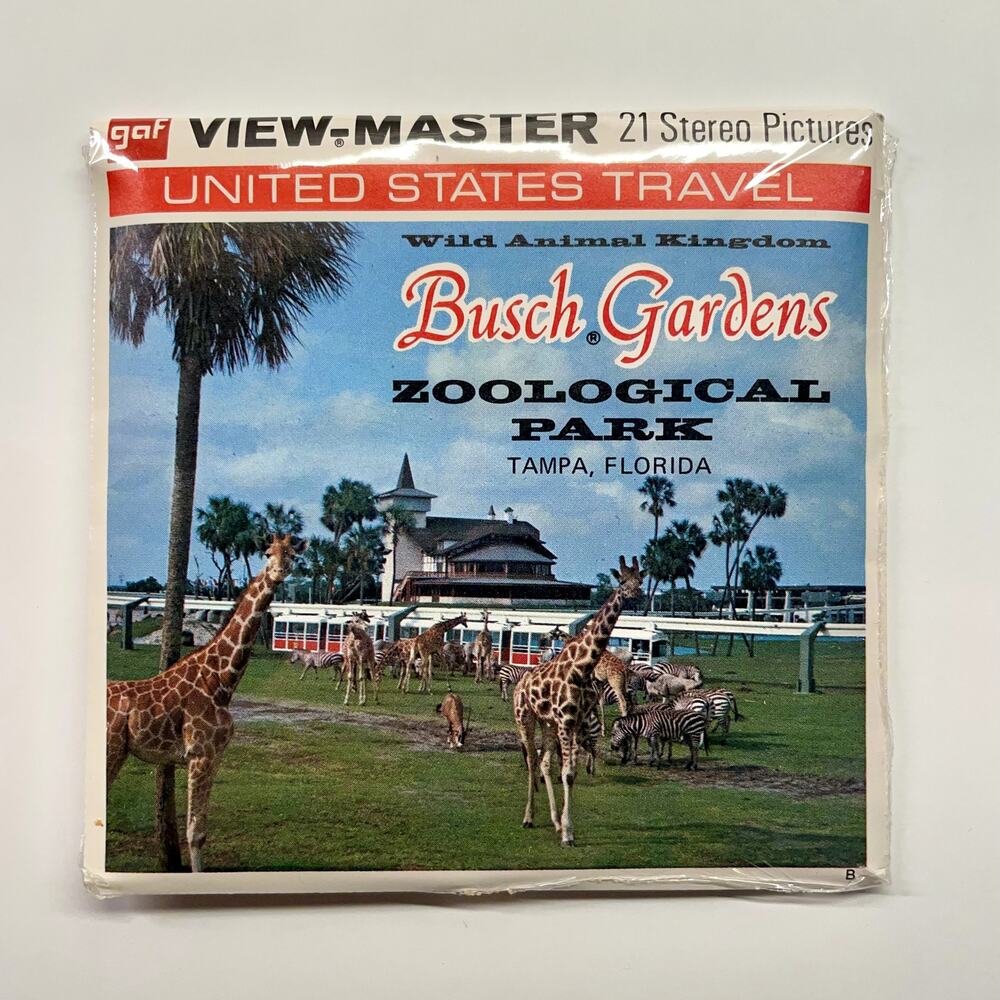 gaf VIEW-MASTER® 21 Stereo Pictures
UNITED STATES TRAVEL
Wild Animal Kingdom
Busch Gardens®
ZOOLOGICAL
PARK
TAMPA, FLORIDA
B